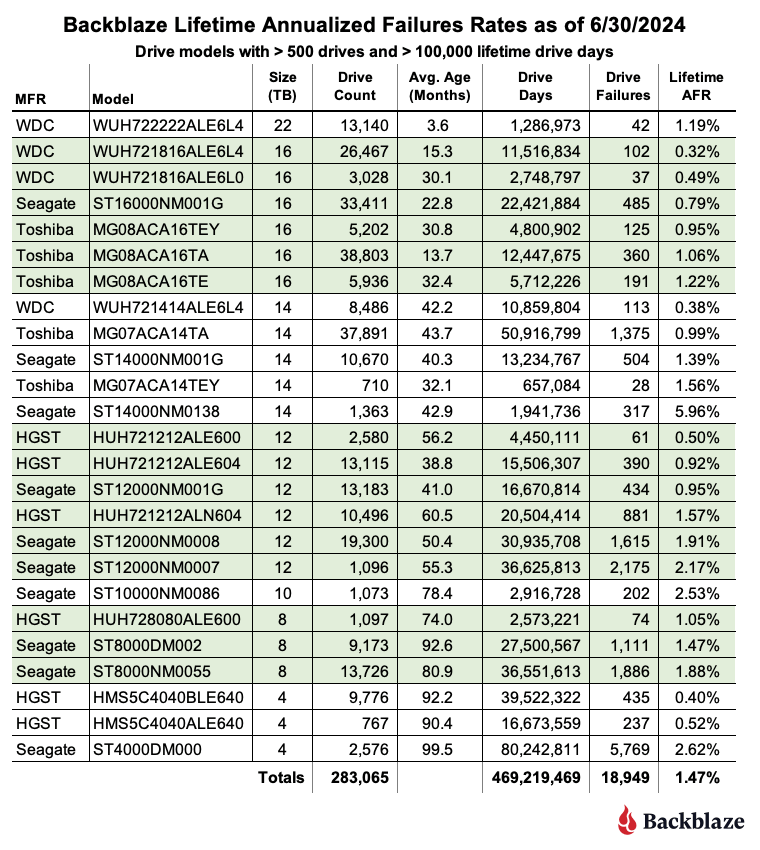 Backblaze Lifetime Annualized Failures Rates as of 6/30/2024
Drive models with > 500 drives and > 100,000 lifetime drive days
MFR Model Size (TB) Drive Count Avg. Age (Months) Drive Days Drive Failures Lifetime AFR
WDC WUH722222ALE6L4 22 13,140 3.6 1,286,973 42 1.19%
WDC WUH721816ALE6L4 16 26,467 15.3 11,516,834 102 0.32%
WDC WUH721816ALE6L0 16 3,028 30.1 2,748,797 37 0.49%
Seagate ST16000NM001G 16 33,411 22.8 22,421,884 485 0.79%
Toshiba MG08ACA16TEY 16 5,202 30.8 4,800,902 125 0.95%
Toshiba MG08ACA16TA 16 38,803 13.7 12,447,675 360 1.06%
Toshiba MG08ACA16TE 16 5,936 32.4 5,712,226 191 1.22%
WDC WUH721414ALE6L4 14 8,486 42.2 10,859,804 113 0.38%
Toshiba MG07ACA14TA 14 37,891 43.7 50,916,799 1,375 0.99%
Seagate ST14000NM001G 14 10,670 40.3 13,234,767 504 1.39%
Toshiba MG07ACA14TEY 14 710 32.1 657,084 28 1.56%
Seagate ST14000NM0138 14 1,363 42.9 1,941,736 317 5.96%
HGST HUH721212ALE600 12 2,580 56.2 4,450,111 61 0.50%
HGST HUH721212ALE604 12 13,115 38.8 15,506,307 390 0.92%
Seagate ST12000NM001G 12 13,183 41.0 16,670,814 434 0.95%
HGST HUH721212ALN604 12 10,496 60.5 20,504,414 881 1.57%
Seagate ST12000NM0008 12 19,300 50.4 30,935,708 1,615 1.91%
Seagate ST12000NM0007 12 1,096 55.3 36,625,813 2,175 2.17%
Seagate ST10000NM0086 10 1,073 78.4 2,916,728 202 2.53%
HGST HUH728080ALE600 8 1,097 74.0 2,573,221 74 1.05%
Seagate ST8000DM002 8 9,173 92.6 27,500,567 1,111 1.47%
Seagate ST8000NM0055 8 13,726 80.9 36,551,613 1,886 1.88%
HGST HMS5C4040BLE640 4 9,776 92.2 39,522,322 435 0.40%
HGST HMS5C4040ALE640 4 767 90.4 16,673,559 237 0.52%
Seagate ST4000DM000 4 2,576 99.5 80,242,811 5,769 2.62%
Totals 283,065 469,219,469 18,949 1.47%
Backblaze